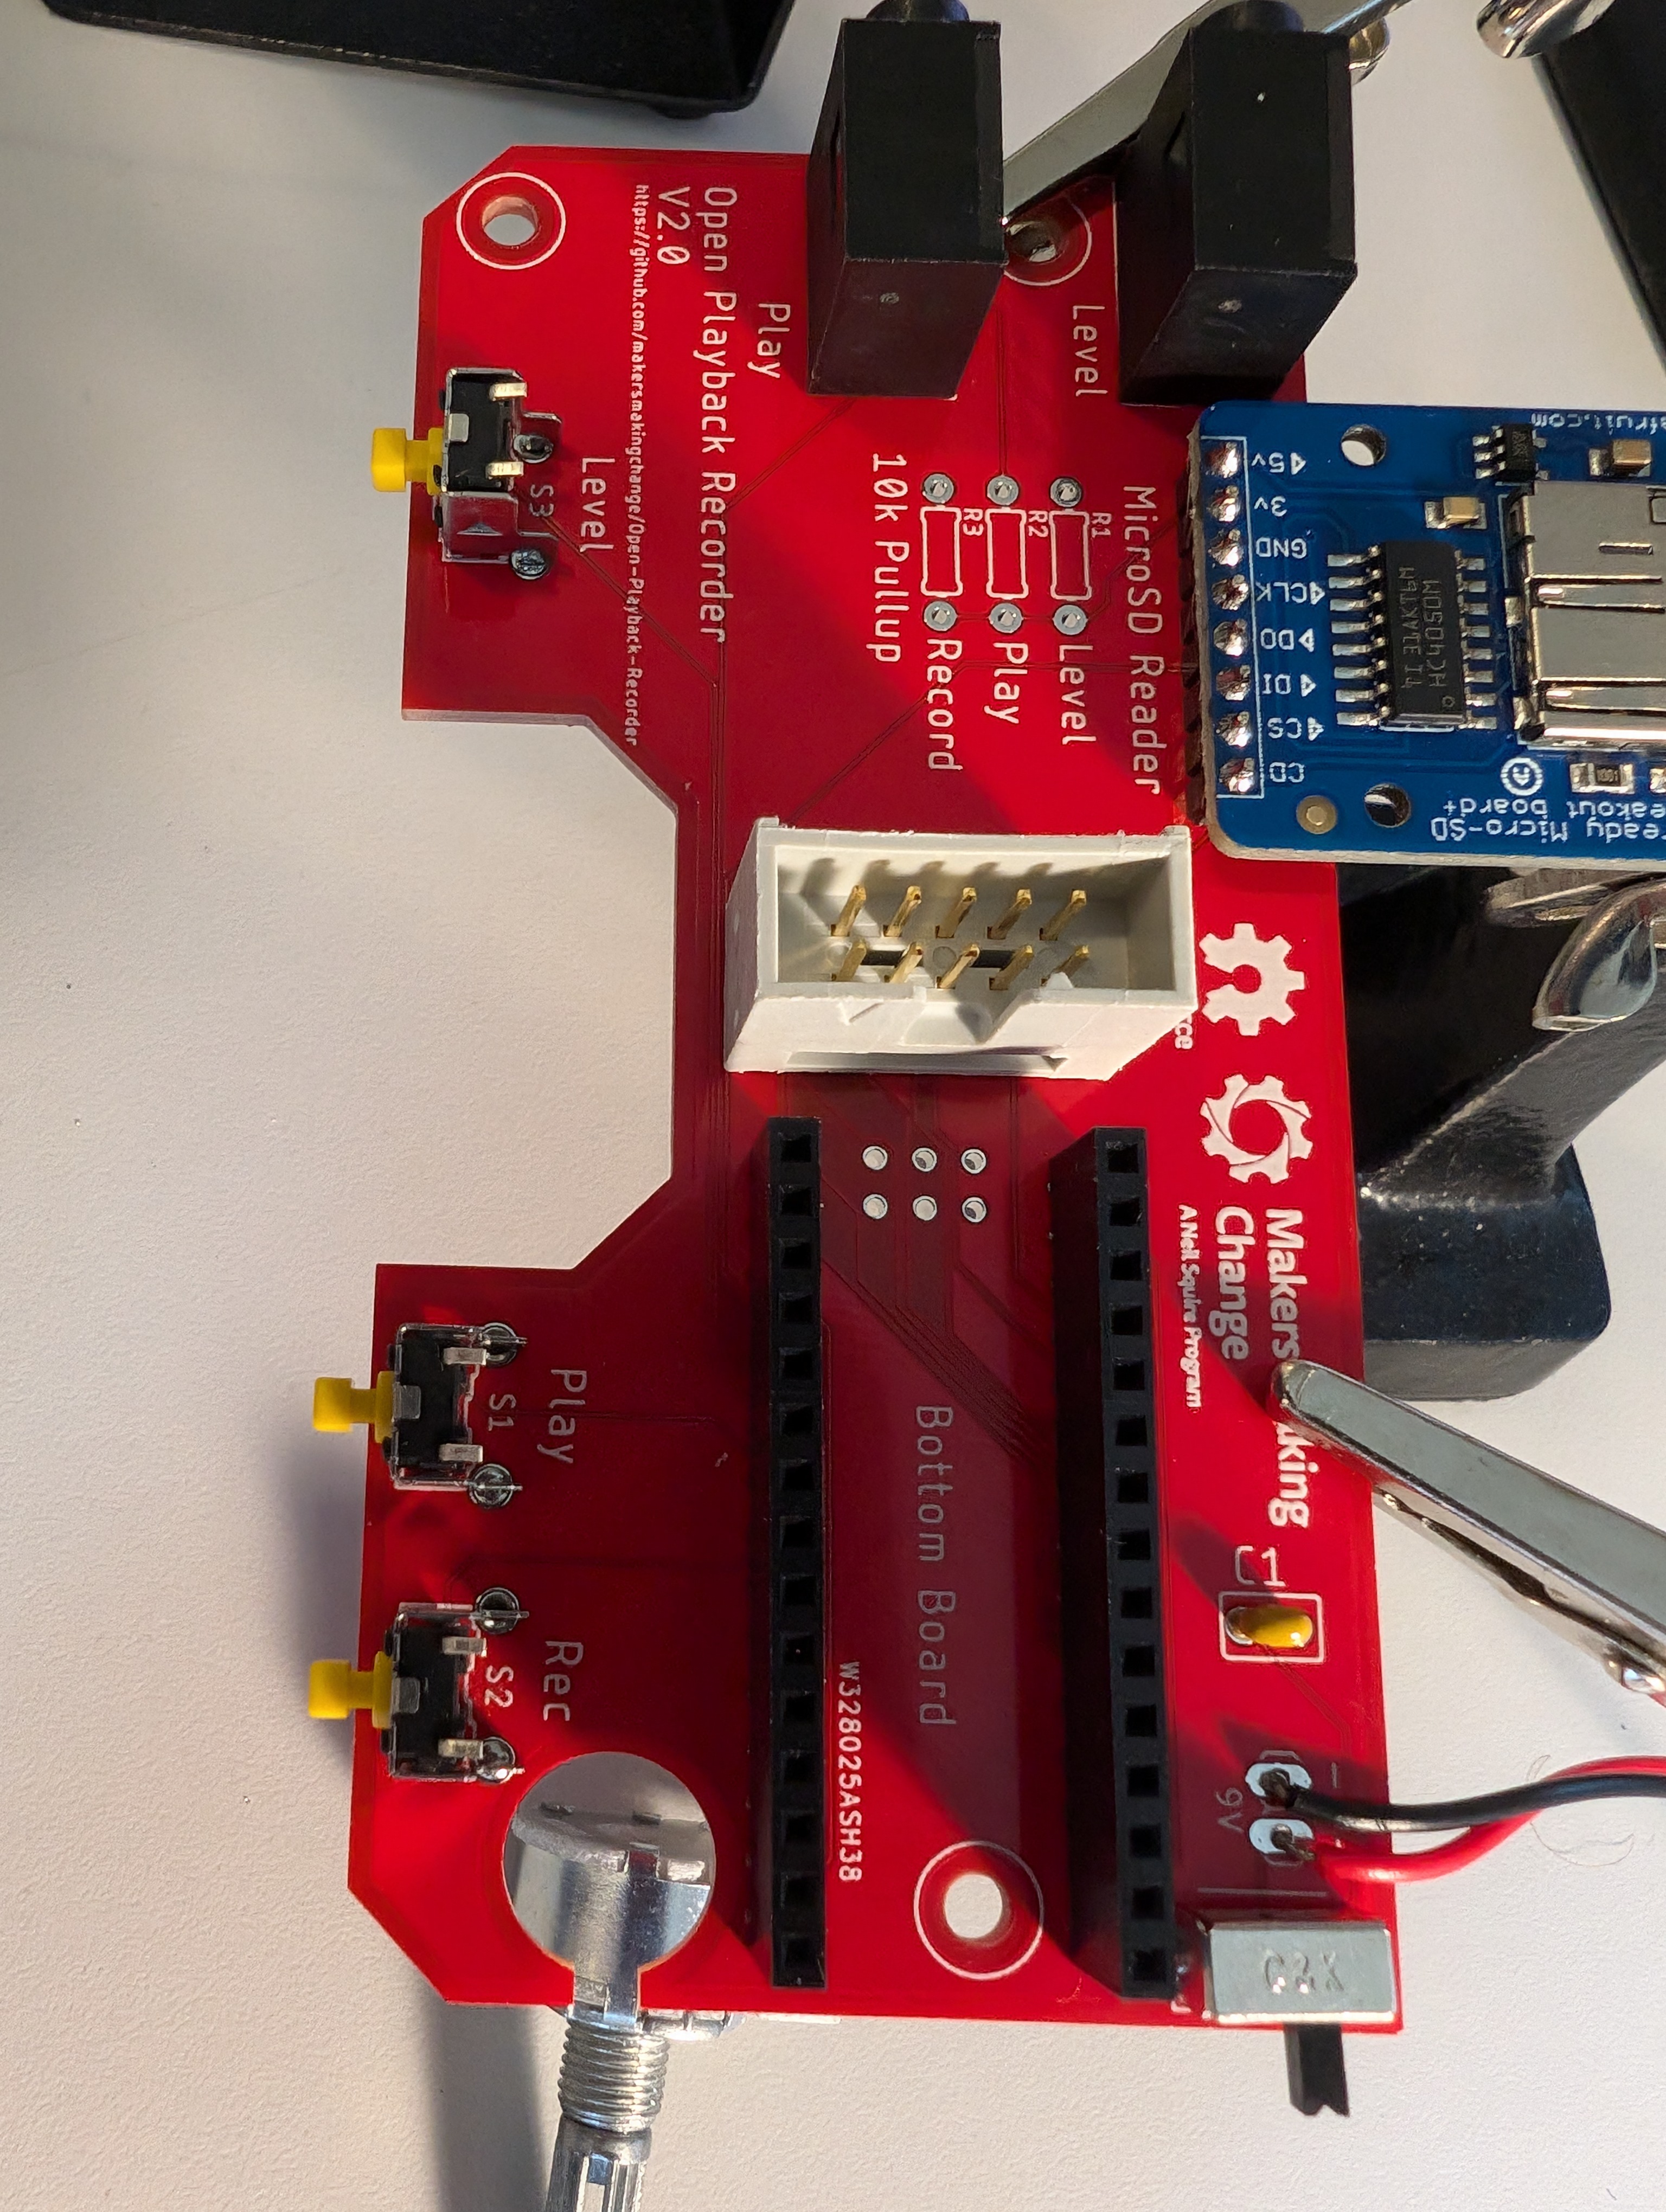 MicroSD Reader
Level
R1
Level
R2
Play
R3
Record
10k Pullup
Play
Open Playback Recorder
V2.0
https://github.com/makersmakingchange/Open-Playback-Recorder
Level
S3
5v
3v
GND
CLK
DO
DI
CS
CD
TI 31AKT6M
HC4050M
Micro-SD
board+
Makers
Change
A Neil Squire Program
C1
9V
Bottom Board
W328025ASH38
Play
S1
Rec
S2